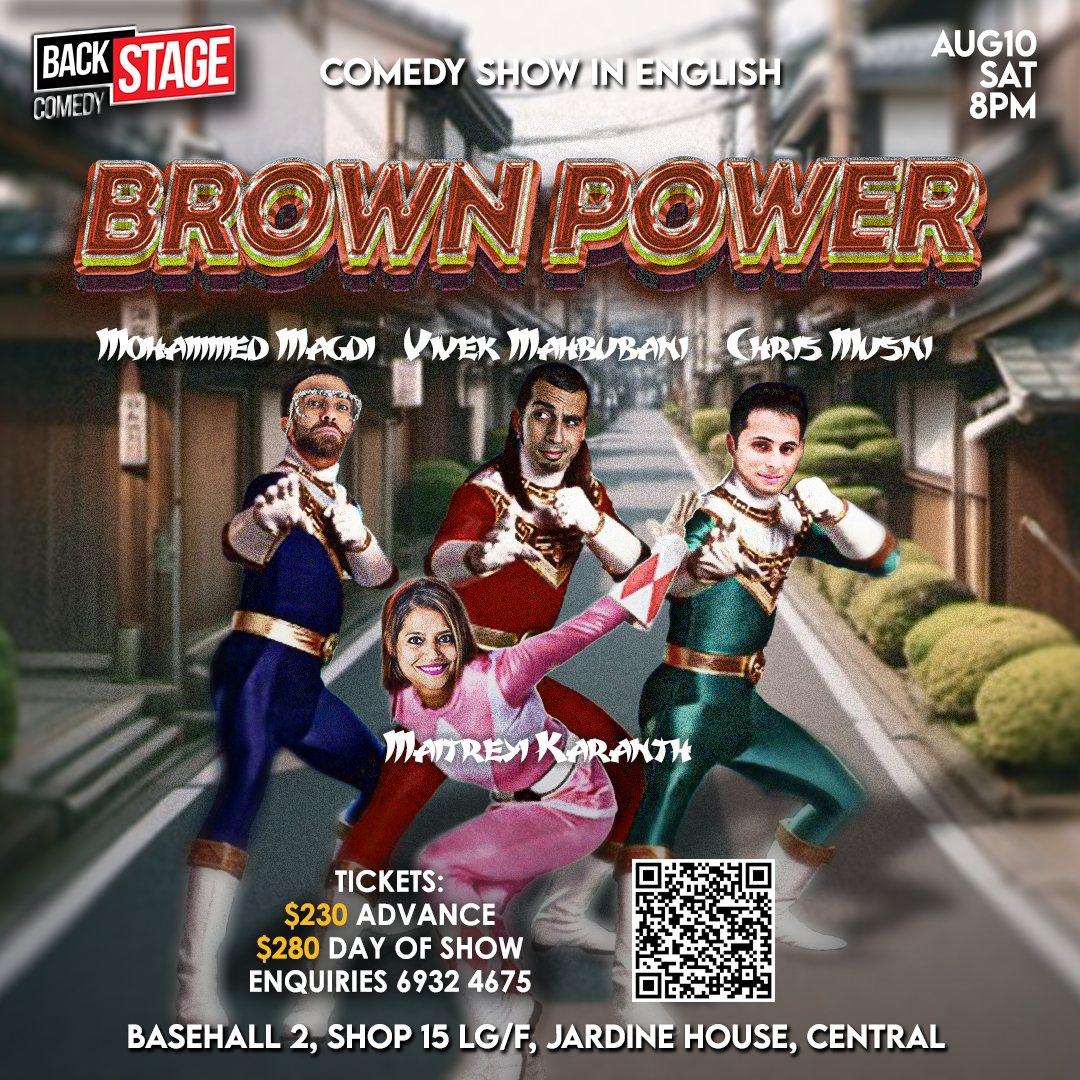 BACK STAGE
COMEDY
COMEDY SHOW IN ENGLISH
AUG10
SAT
8PM
BROWN POWER
MOHAMMED MAGDI VIVEK MAHBUBANI CHRIS MUSNI
MAITREYI KARANTH
TICKETS:
$230 ADVANCE
$280 DAY OF SHOW
ENQUIRIES 6932 4675
BASEHALL 2, SHOP 15 LG/F, JARDINE HOUSE, CENTRAL